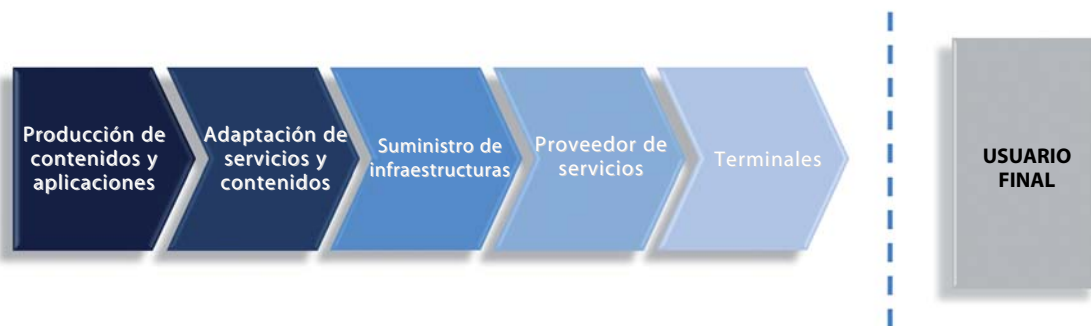 Producción de
contenidos y
aplicaciones
Adaptación de
servicios y
contenidos
Suministro de
infraestructuras
Proveedor de
servicios
Terminales
USUARIO
FINAL